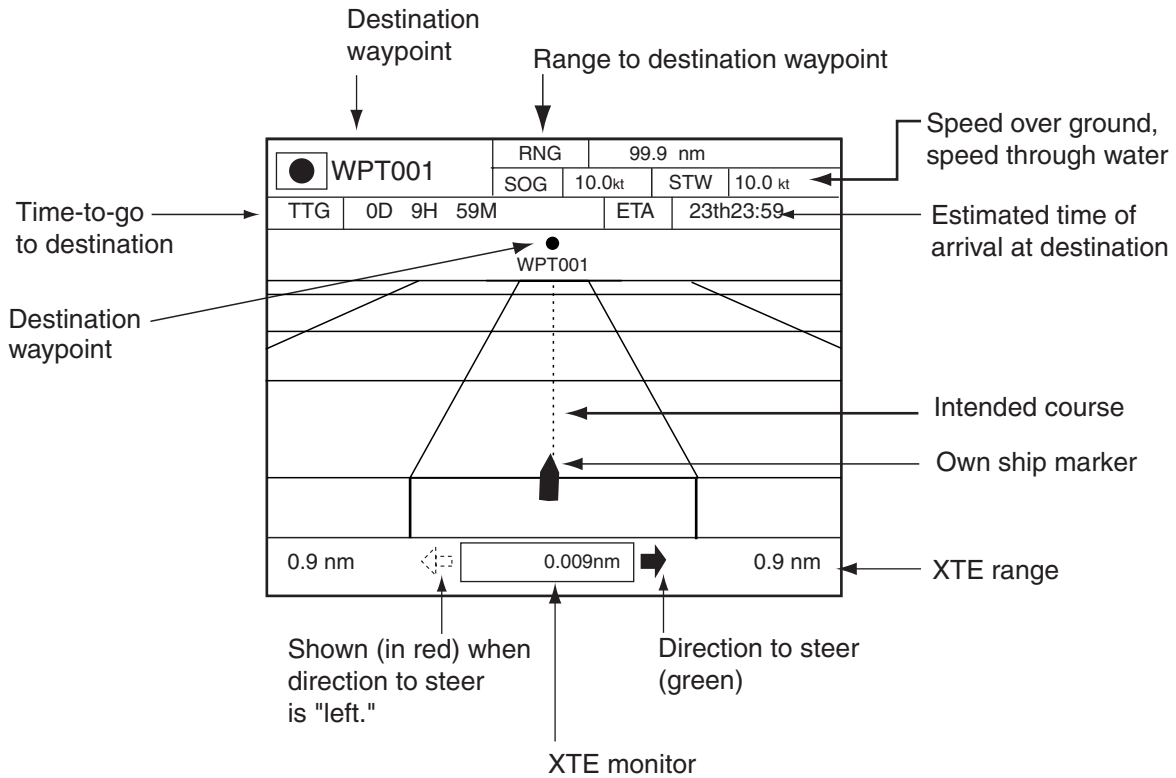 Destination
waypoint
Range to destination waypoint
Speed over ground,
speed through water
WPT001
RNG 99.9 nm
SOG 10.0kt STW 10.0 kt
Time-to-go
to destination
TTG 0D 9H 59M ETA 23th23:59
Estimated time of
arrival at destination
WPT001
Destination
waypoint
Intended course
Own ship marker
0.9 nm 0.009nm 0.9 nm
XTE range
Shown (in red) when
direction to steer
is "left."
Direction to steer
(green)
XTE monitor